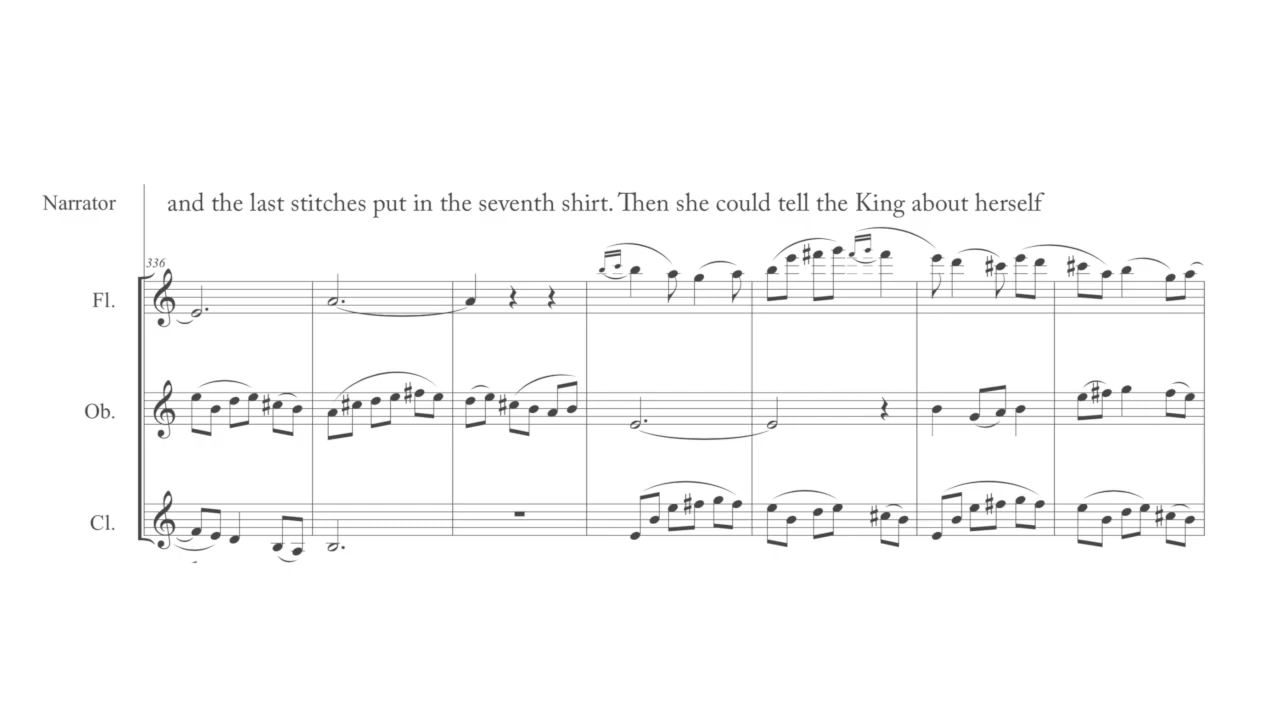 Narrator and the last stitches put in the seventh shirt. Then she could tell the King about herself
336
Fl.
Ob.
Cl.